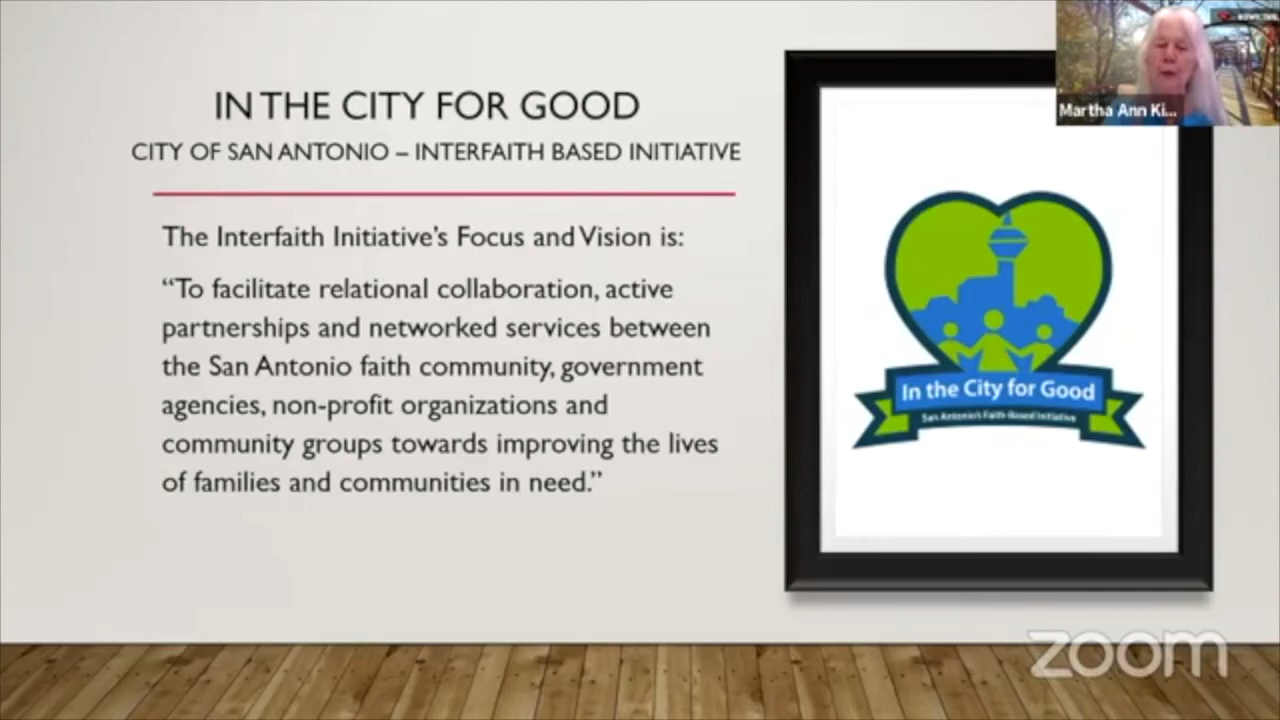 IN THE CITY FOR GOOD
CITY OF SAN ANTONIO – INTERFAITH BASED INITIATIVE
The Interfaith Initiative's Focus and Vision is:
“To facilitate relational collaboration, active
partnerships and networked services between
the San Antonio faith community, government
agencies, non-profit organizations and
community groups towards improving the lives
of families and communities in need.”
Martha Ann Ki...
In the City for Good
San Antonio's Faith-Based Initiative
zoom